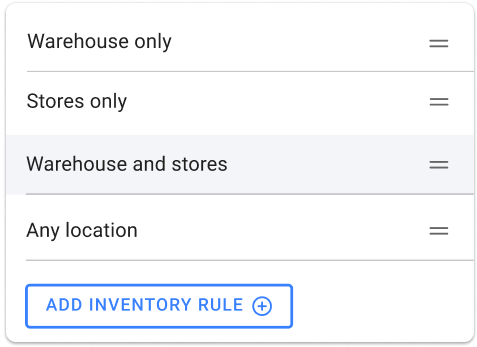 Warehouse only
Stores only
Warehouse and stores
Any location
ADD INVENTORY RULE